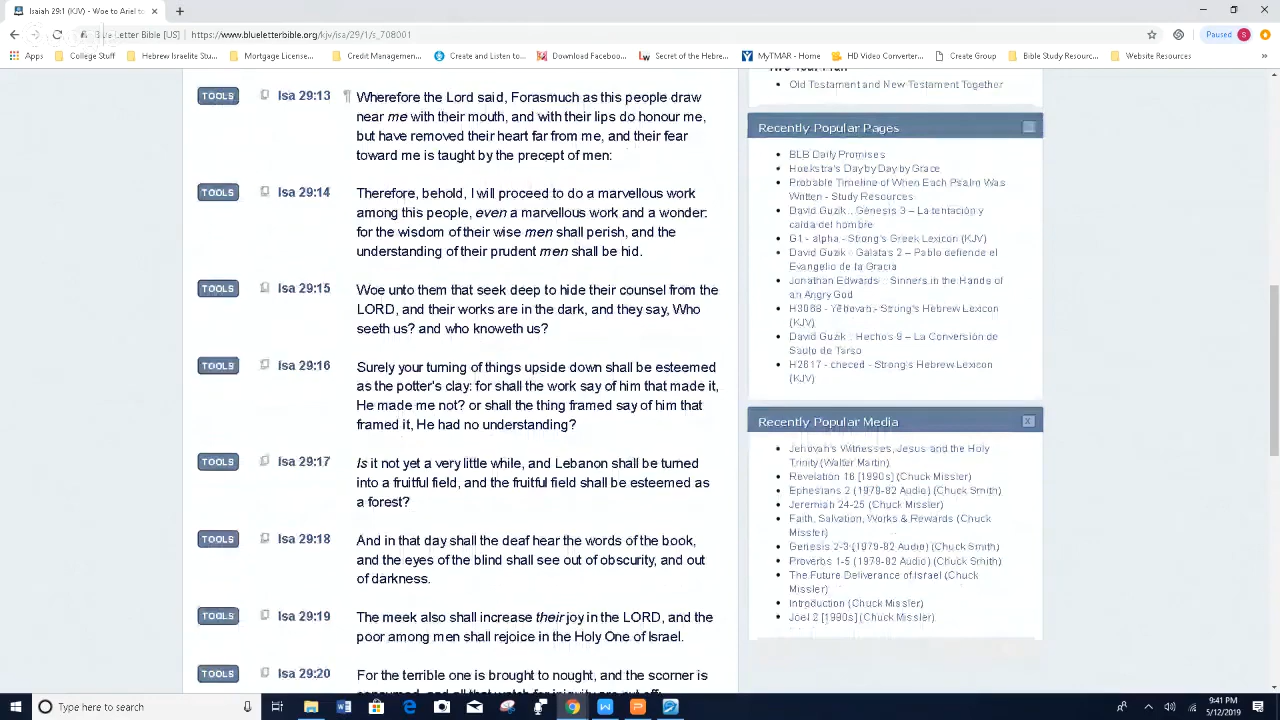 Isaiah 29:1 (KJV) - Woe to Ariel to
Blue Letter Bible [US] | https://www.blueletterbible.org/kjv/isa/29/1/s_708001
Paused S
Apps College Stuff Hebrew Israelite Stu... Mortgage License... Credit Managemen... Create and Listen to Download Faceboo... Secret of the Hebre... MyTMAR - Home HD Video Converter... Create Group Bible Study Resourc... Website Resources »
TOOLS Isa 29:13 ¶ Wherefore the Lord said, Forasmuch as this people draw
near me with their mouth, and with their lips do honour me,
but have removed their heart far from me, and their fear
toward me is taught by the precept of men:
TOOLS Isa 29:14 Therefore, behold, I will proceed to do a marvellous work
among this people, even a marvellous work and a wonder:
for the wisdom of their wise men shall perish, and the
understanding of their prudent men shall be hid.
TOOLS Isa 29:15 Woe unto them that seek deep to hide their counsel from the
LORD, and their works are in the dark, and they say, Who
seeth us? and who knoweth us?
TOOLS Isa 29:16 Surely your turning of things upside down shall be esteemed
as the potter's clay: for shall the work say of him that made it,
He made me not? or shall the thing framed say of him that
framed it, He had no understanding?
TOOLS Isa 29:17 Is it not yet a very little while, and Lebanon shall be turned
into a fruitful field, and the fruitful field shall be esteemed as
a forest?
TOOLS Isa 29:18 And in that day shall the deaf hear the words of the book,
and the eyes of the blind shall see out of obscurity, and out
of darkness.
TOOLS Isa 29:19 The meek also shall increase their joy in the LORD, and the
poor among men shall rejoice in the Holy One of Israel.
TOOLS Isa 29:20 For the terrible one is brought to nought, and the scorner is
consumed, and all that watch for iniquity are cut off:
Old Testament and New Testament Together
Recently Popular Pages
BLB Daily Promises
Hoekstra's Day by Day by Grace
Probable Timeline of When Each Psalm Was
Written - Study Resources
David Guzik :: Génesis 3 – La tentación y
caída del hombre
G1 - alpha - Strong's Greek Lexicon (KJV)
David Guzik :: Gálatas 2 – Pablo defiende el
Evangelio de la Gracia
Jonathan Edwards :: Sinners in the Hands of
an Angry God
H3068 - Yĕhovah - Strong's Hebrew Lexicon
(KJV)
David Guzik :: Hechos 9 – La Conversión de
Saulo de Tarso
H2617 - checed - Strong's Hebrew Lexicon
(KJV)
Recently Popular Media
Jehovah's Witnesses, Jesus and the Holy
Trinity (Walter Martin)
Revelation 16 [1990s] (Chuck Missler)
Ephesians 2 (1979-82 Audio) (Chuck Smith)
Jeremiah 24-25 (Chuck Missler)
Faith, Salvation, Works & Rewards (Chuck
Missler)
Genesis 2-3 (1979-82 Audio) (Chuck Smith)
Proverbs 1-5 (1979-82 Audio) (Chuck Smith)
The Future Deliverance of Israel (Chuck
Missler)
Introduction (Chuck Missler)
Joel 2 [1990s] (Chuck Missler)
Type here to search
9:41 PM
5/12/2019